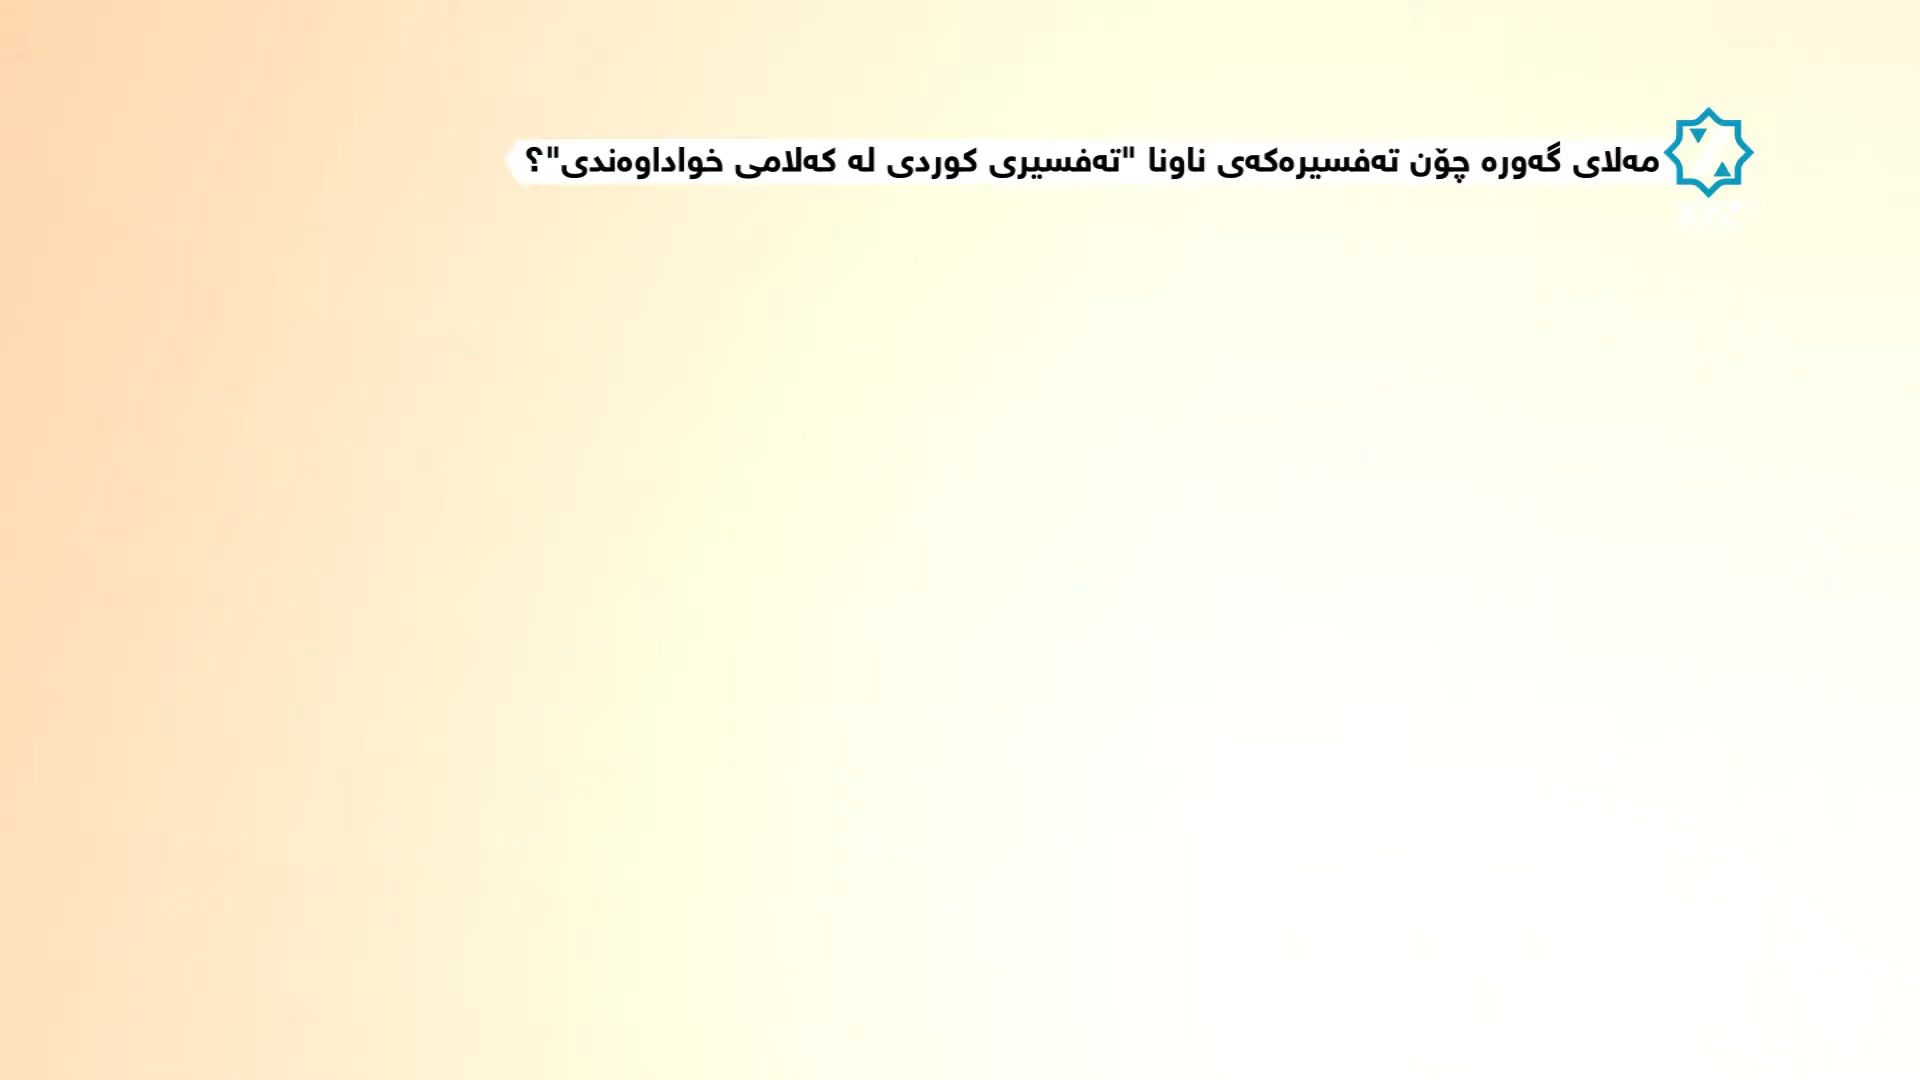 مەلای گەورە چۆن تەفسیرەکەی ناونا "تەفسیری کوردی لە کەلامی خواداوەندی"؟